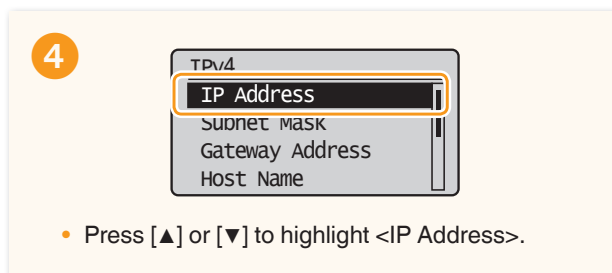 4
IPv4
IP Address
Subnet Mask
Gateway Address
Host Name
• Press [▲] or [▼] to highlight <IP Address>.